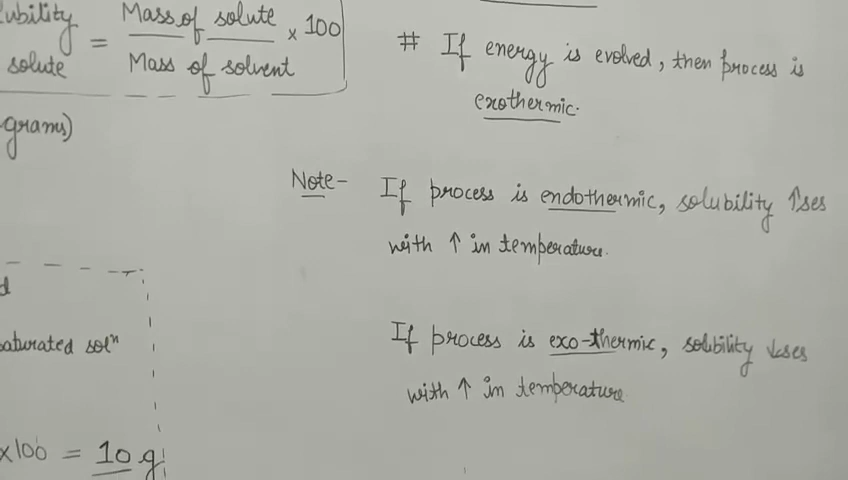 ubility
solute
= Mass of solute × 100
Mass of solvent
grams)
d
aturated solⁿ
×100 = 10 g
# If energy is evolved, then process is
exothermic.
Note- If process is endothermic, solubility ↑ses
with ↑ in temperature.
If process is exo-thermic, solibility ↓ses
with ↑ in temperature